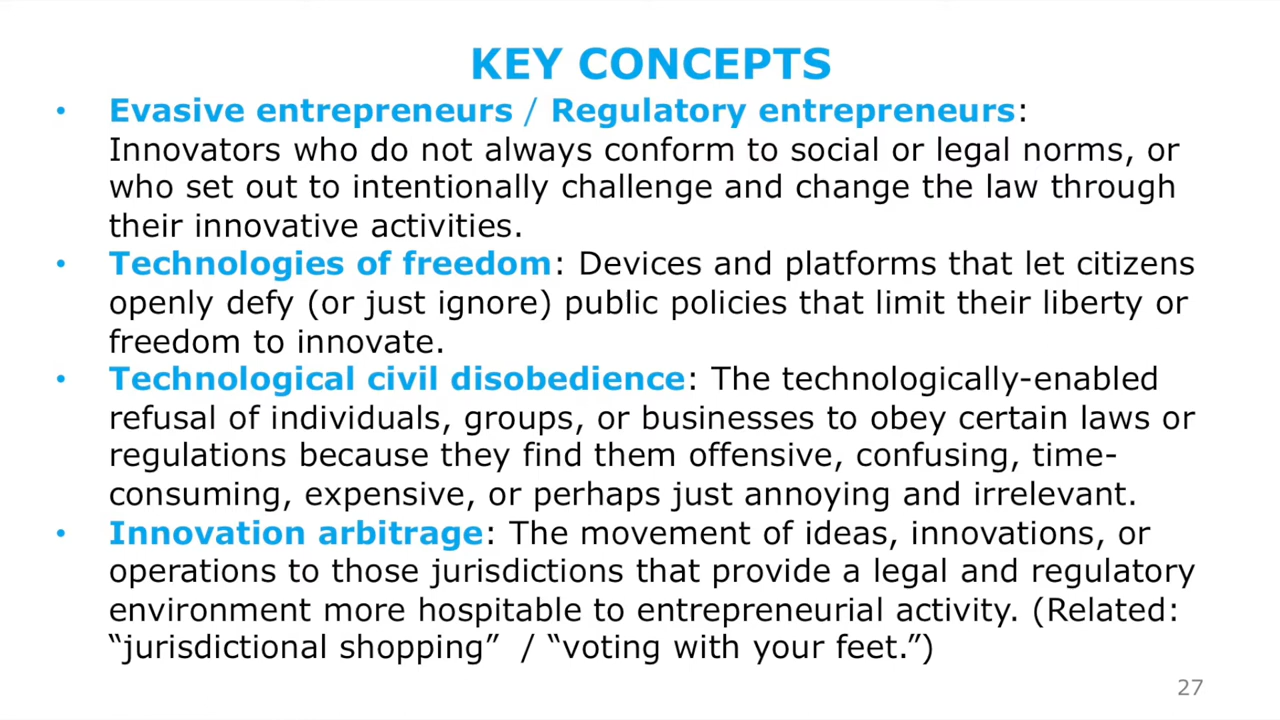 KEY CONCEPTS
• Evasive entrepreneurs / Regulatory entrepreneurs:
Innovators who do not always conform to social or legal norms, or
who set out to intentionally challenge and change the law through
their innovative activities.
• Technologies of freedom: Devices and platforms that let citizens
openly defy (or just ignore) public policies that limit their liberty or
freedom to innovate.
• Technological civil disobedience: The technologically-enabled
refusal of individuals, groups, or businesses to obey certain laws or
regulations because they find them offensive, confusing, time-
consuming, expensive, or perhaps just annoying and irrelevant.
• Innovation arbitrage: The movement of ideas, innovations, or
operations to those jurisdictions that provide a legal and regulatory
environment more hospitable to entrepreneurial activity. (Related:
“jurisdictional shopping” / “voting with your feet.”)
27